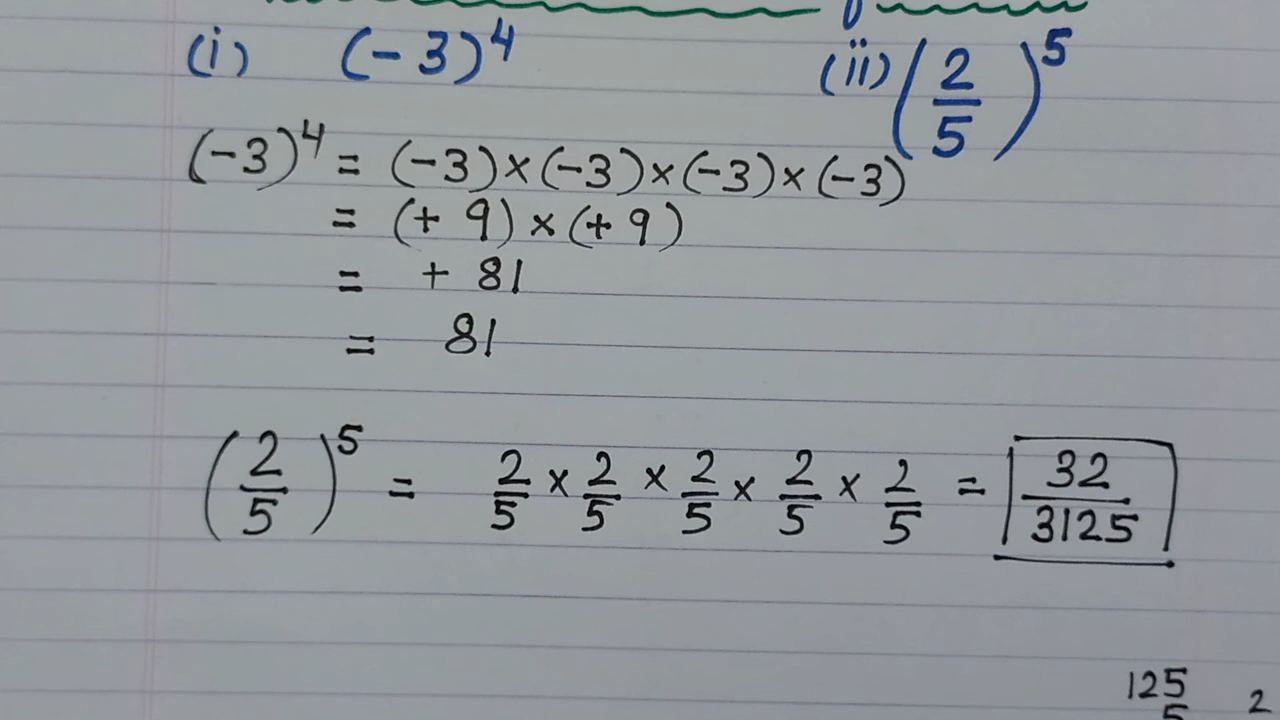 (i) (-3)⁴ (ii) (2/5)⁵
(-3)⁴ = (-3)×(-3)×(-3)×(-3)
= (+ 9) × (+ 9)
= + 81
= 81
(2/5)⁵ = 2/5 × 2/5 × 2/5 × 2/5 × 2/5 = 32/3125
125
5 2